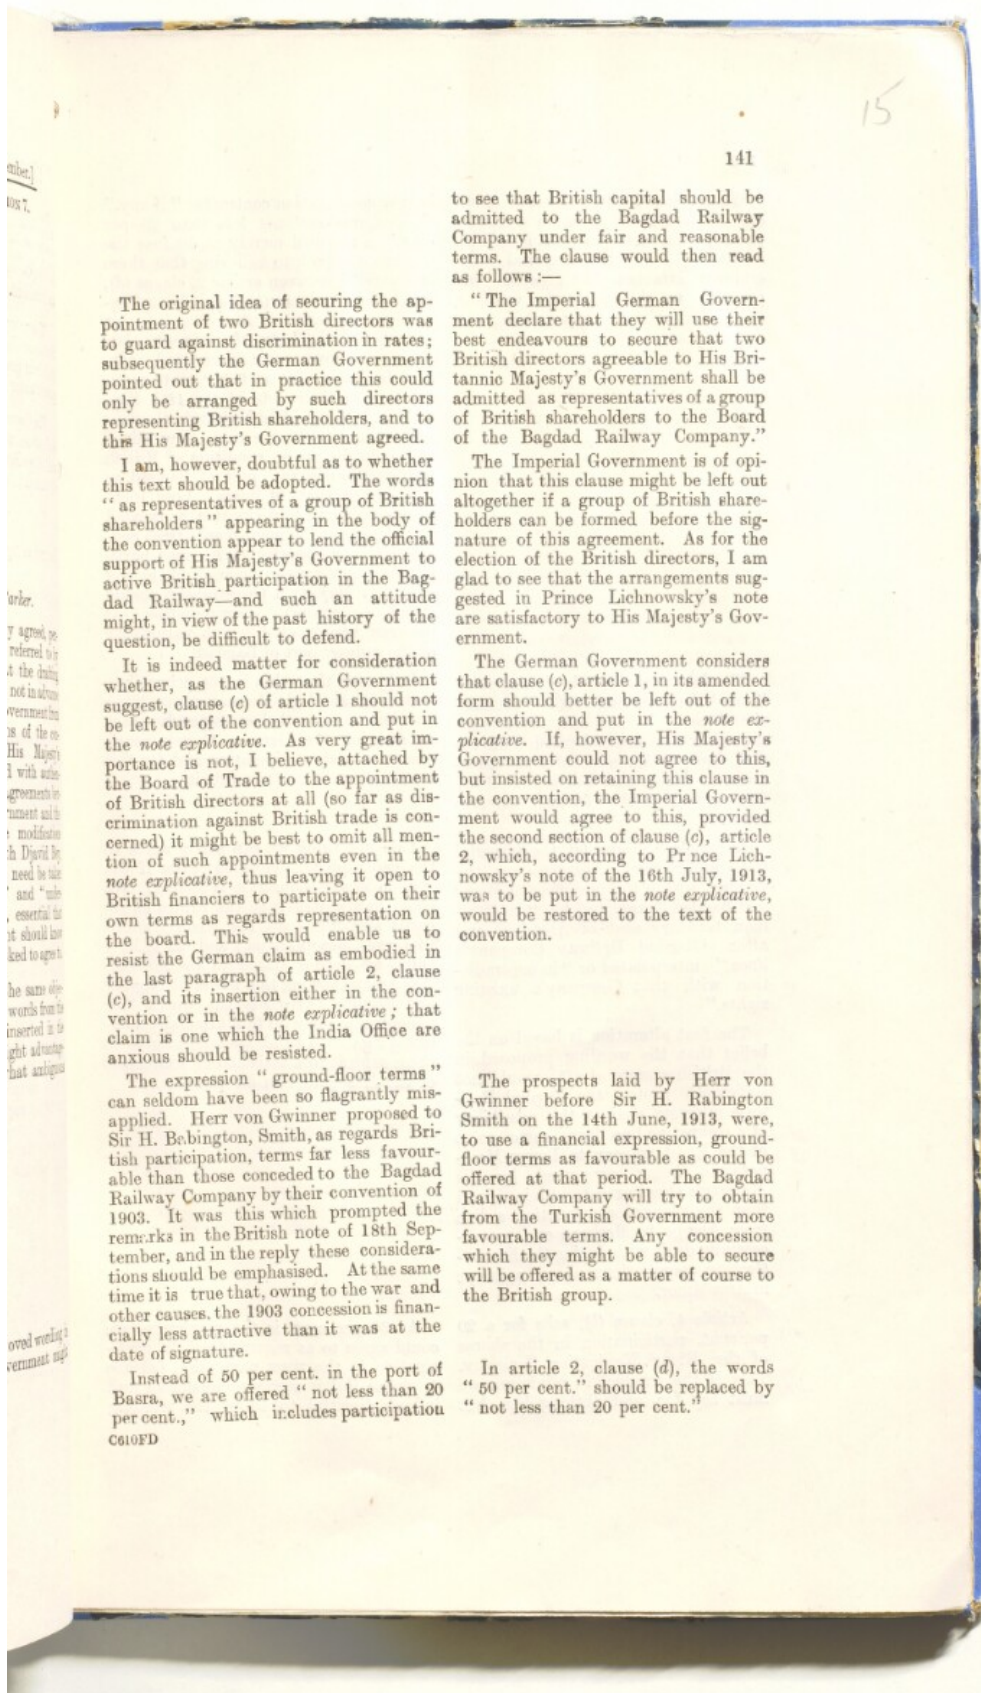 15
141
to see that British capital should be
admitted to the Bagdad Railway
Company under fair and reasonable
terms. The clause would then read
as follows :—
The original idea of securing the ap-
pointment of two British directors was
to guard against discrimination in rates;
subsequently the German Government
pointed out that in practice this could
only be arranged by such directors
representing British shareholders, and to
this His Majesty's Government agreed.
I am, however, doubtful as to whether
this text should be adopted. The words
" as representatives of a group of British
shareholders " appearing in the body of
the convention appear to lend the official
support of His Majesty's Government to
active British participation in the Bag-
dad Railway—and such an attitude
might, in view of the past history of the
question, be difficult to defend.
It is indeed matter for consideration
whether, as the German Government
suggest, clause (c) of article 1 should not
be left out of the convention and put in
the note explicative. As very great im-
portance is not, I believe, attached by
the Board of Trade to the appointment
of British directors at all (so far as dis-
crimination against British trade is con-
cerned) it might be best to omit all men-
tion of such appointments even in the
note explicative, thus leaving it open to
British financiers to participate on their
own terms as regards representation on
the board. This would enable us to
resist the German claim as embodied in
the last paragraph of article 2, clause
(c), and its insertion either in the con-
vention or in the note explicative; that
claim is one which the India Office are
anxious should be resisted.
The expression " ground-floor terms "
can seldom have been so flagrantly mis-
applied. Herr von Gwinner proposed to
Sir H. Babington, Smith, as regards Bri-
tish participation, terms far less favour-
able than those conceded to the Bagdad
Railway Company by their convention of
1903. It was this which prompted the
remarks in the British note of 18th Sep-
tember, and in the reply these considera-
tions should be emphasised. At the same
time it is true that, owing to the war and
other causes, the 1903 concession is finan-
cially less attractive than it was at the
date of signature.
Instead of 50 per cent. in the port of
Basra, we are offered " not less than 20
per cent.," which includes participation
C610FD
" The Imperial German Govern-
ment declare that they will use their
best endeavours to secure that two
British directors agreeable to His Bri-
tannic Majesty's Government shall be
admitted as representatives of a group
of British shareholders to the Board
of the Bagdad Railway Company."
The Imperial Government is of opi-
nion that this clause might be left out
altogether if a group of British share-
holders can be formed before the sig-
nature of this agreement. As for the
election of the British directors, I am
glad to see that the arrangements sug-
gested in Prince Lichnowsky's note
are satisfactory to His Majesty's Gov-
ernment.
The German Government considers
that clause (c), article 1, in its amended
form should better be left out of the
convention and put in the note ex-
plicative. If, however, His Majesty's
Government could not agree to this,
but insisted on retaining this clause in
the convention, the Imperial Govern-
ment would agree to this, provided
the second section of clause (c), article
2, which, according to Pr nce Lich-
nowsky's note of the 16th July, 1913,
was to be put in the note explicative,
would be restored to the text of the
convention.
The prospects laid by Herr von
Gwinner before Sir H. Rabington
Smith on the 14th June, 1913, were,
to use a financial expression, ground-
floor terms as favourable as could be
offered at that period. The Bagdad
Railway Company will try to obtain
from the Turkish Government more
favourable terms. Any concession
which they might be able to secure
will be offered as a matter of course to
the British group.
In article 2, clause (d), the words
" 50 per cent." should be replaced by
" not less than 20 per cent."